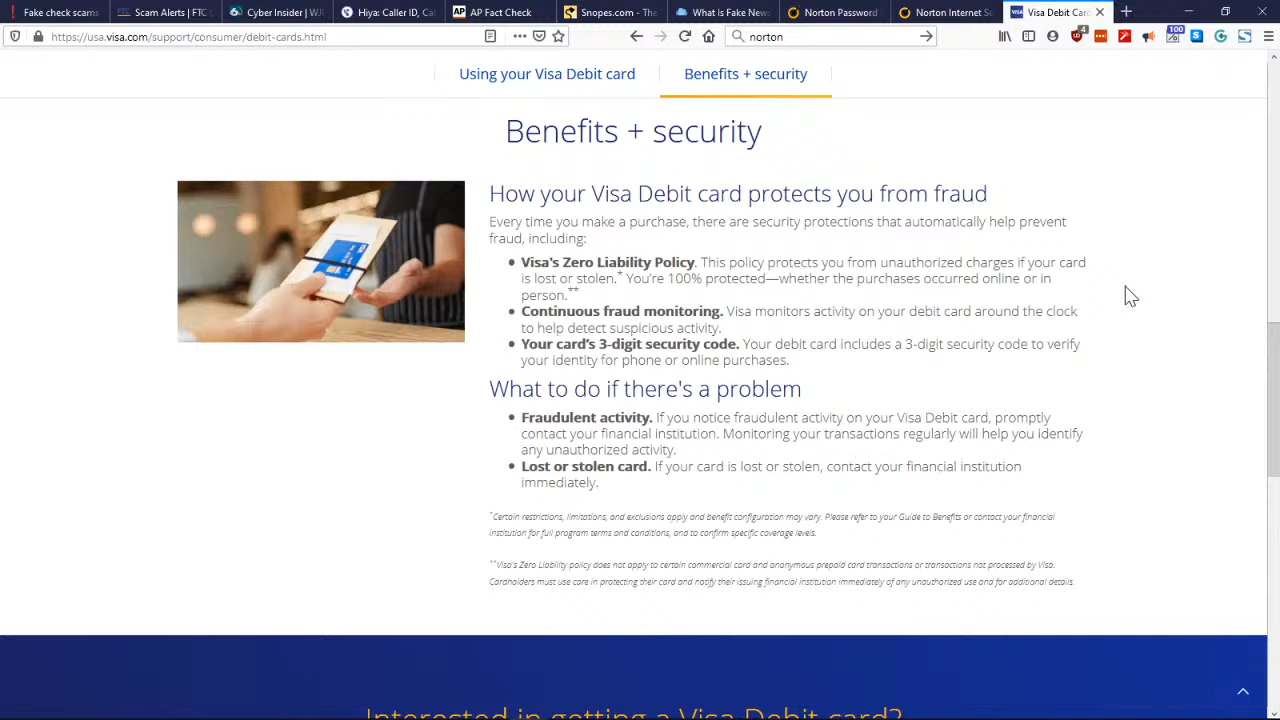 Fake check scams
Scam Alerts | FTC
Cyber Insider | WI
Hiya: Caller ID, Cal
AP AP Fact Check
Snopes.com - The
What Is Fake News
Norton Password
Norton Internet Se
VISA Visa Debit Card
https://usa.visa.com/support/consumer/debit-cards.html
norton
4
100
Using your Visa Debit card
Benefits + security
Benefits + security
How your Visa Debit card protects you from fraud
Every time you make a purchase, there are security protections that automatically help prevent
fraud, including:
• Visa's Zero Liability Policy. This policy protects you from unauthorized charges if your card
is lost or stolen.* You're 100% protected—whether the purchases occurred online or in
person.**
• Continuous fraud monitoring. Visa monitors activity on your debit card around the clock
to help detect suspicious activity.
• Your card's 3-digit security code. Your debit card includes a 3-digit security code to verify
your identity for phone or online purchases.
What to do if there's a problem
• Fraudulent activity. If you notice fraudulent activity on your Visa Debit card, promptly
contact your financial institution. Monitoring your transactions regularly will help you identify
any unauthorized activity.
• Lost or stolen card. If your card is lost or stolen, contact your financial institution
immediately.
*Certain restrictions, limitations, and exclusions apply and benefit configuration may vary. Please refer to your Guide to Benefits or contact your financial
institution for full program terms and conditions, and to confirm specific coverage levels.
**Visa's Zero Liability policy does not apply to certain commercial card and anonymous prepaid card transactions or transactions not processed by Visa.
Cardholders must use care in protecting their card and notify their issuing financial institution immediately of any unauthorized use and for additional details.
Interested in getting a Visa Debit card?